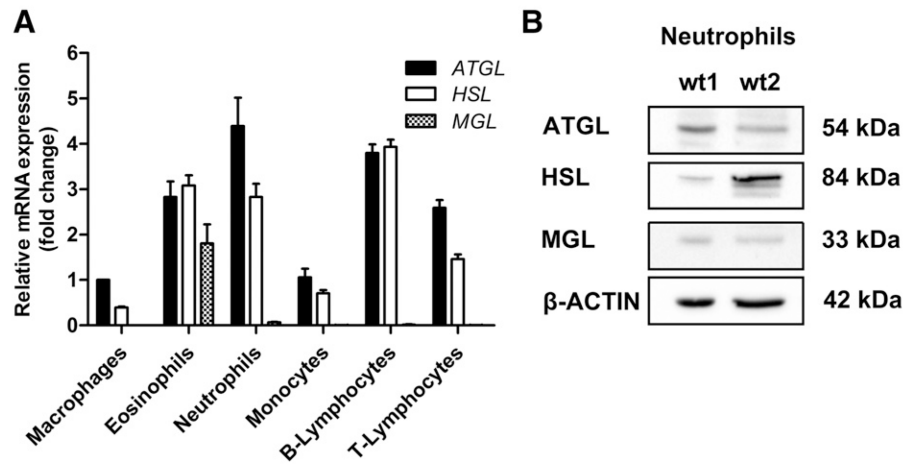 A
Relative mRNA expression
(fold change)
6
5
4
3
2
1
0
ATGL
HSL
MGL
Macrophages
Eosinophils
Neutrophils
Monocytes
B-Lymphocytes
T-Lymphocytes
B
Neutrophils
wt1 wt2
ATGL 54 kDa
HSL 84 kDa
MGL 33 kDa
β-ACTIN 42 kDa